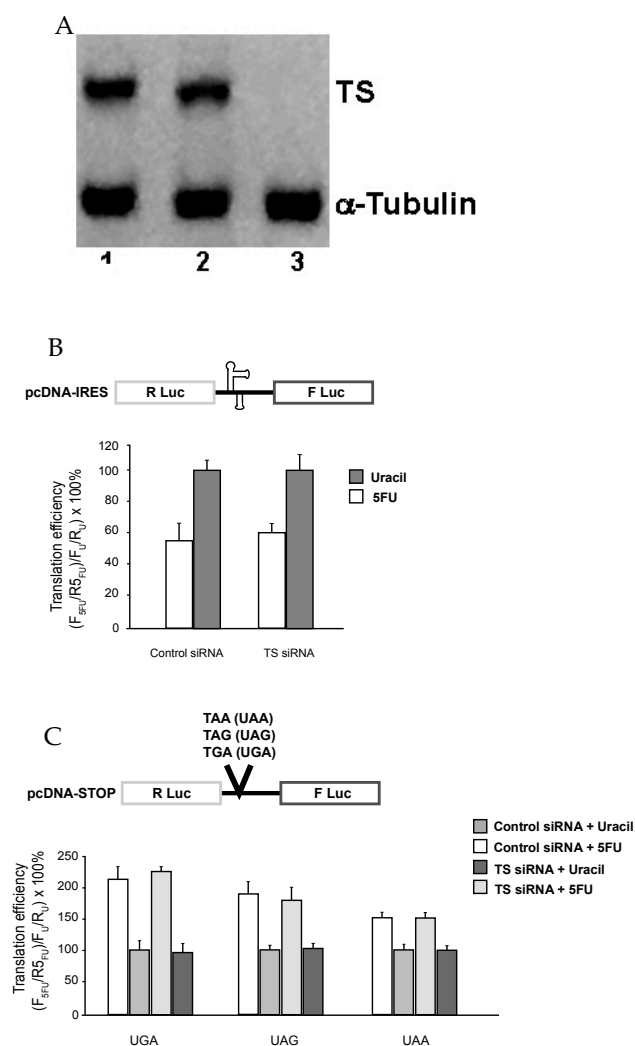 A
TS
α-Tubulin
1 2 3
B
pcDNA-IRES R Luc F Luc
120
100
80
60
40
20
0
Translation efficiency
(F5FU/R5FU)/FU/RU) x 100%
Uracil
5FU
Control siRNA TS siRNA
C
TAA (UAA)
TAG (UAG)
TGA (UGA)
pcDNA-STOP R Luc F Luc
Control siRNA + Uracil
Control siRNA + 5FU
TS siRNA + Uracil
TS siRNA + 5FU
250
200
150
100
50
0
Translation efficiency
(F5FU/R5FU)/FU/RU) x 100%
UGA UAG UAA